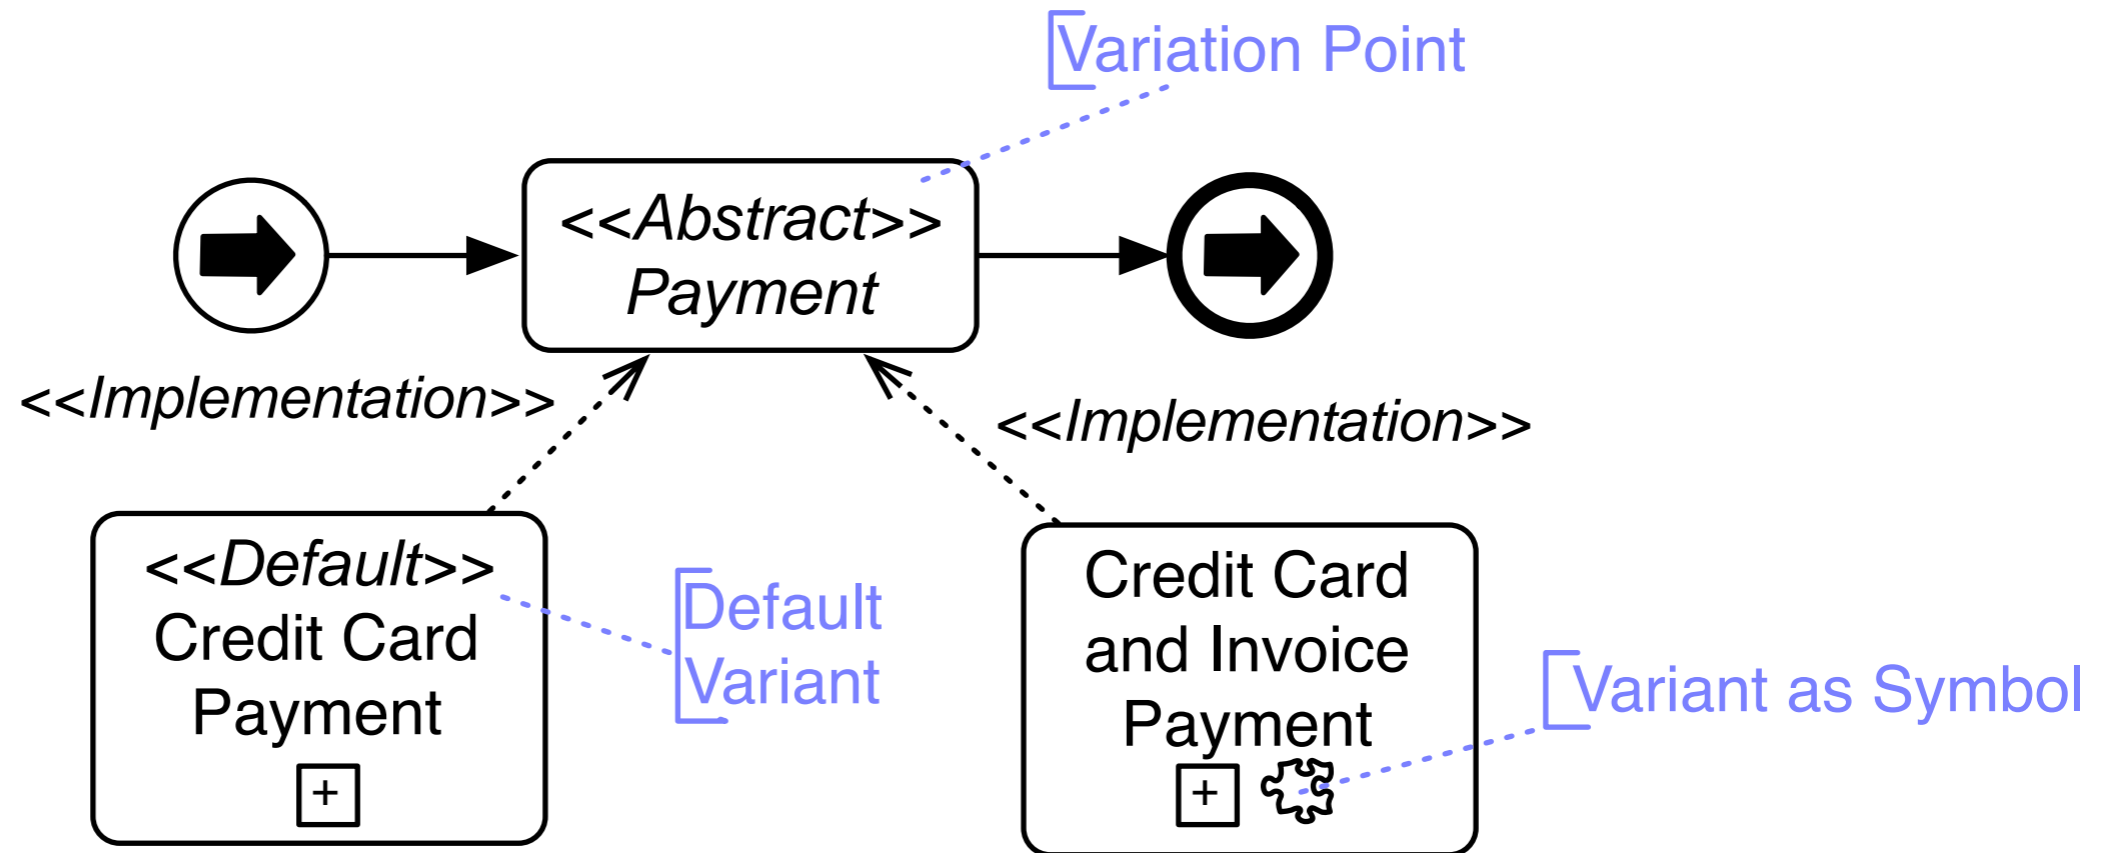 Variation Point
<<Abstract>>
Payment
<<Implementation>>
<<Implementation>>
<<Default>>
Credit Card
Payment
+
Default
Variant
Credit Card
and Invoice
Payment
+
Variant as Symbol